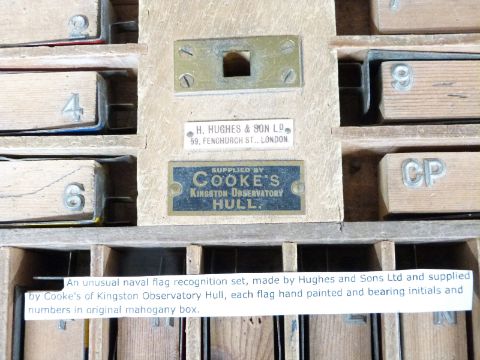 2
4
6
H. HUGHES & SON LD
59, FENCHURCH ST., LONDON.
SUPPLIED BY
COOKE'S
KINGSTON OBSERVATORY
HULL.
9
CP
An unusual naval flag recognition set, made by Hughes and Sons Ltd and supplied
by Cooke's of Kingston Observatory Hull, each flag hand painted and bearing initials and
numbers in original mahogany box.